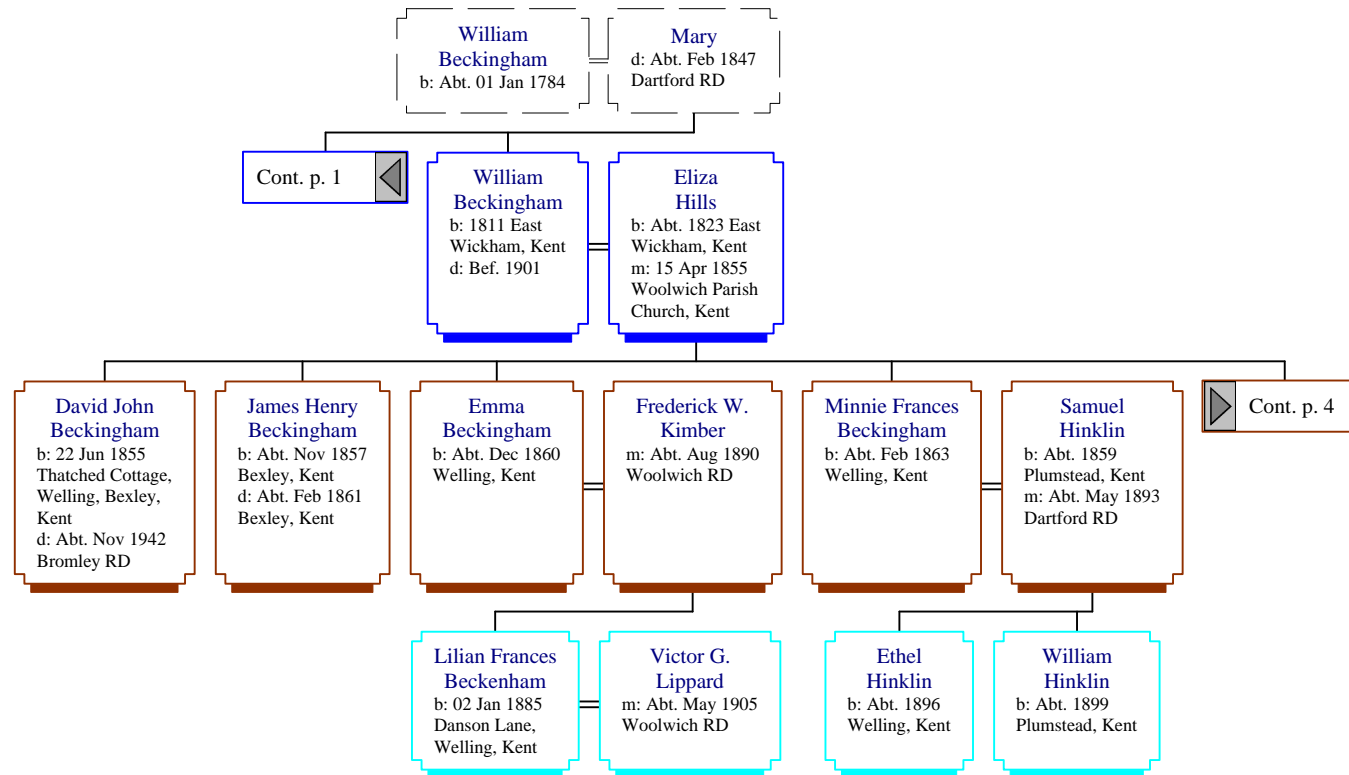 William
Beckingham
b: Abt. 01 Jan 1784
Mary
d: Abt. Feb 1847
Dartford RD
Cont. p. 1
William
Beckingham
b: 1811 East
Wickham, Kent
d: Bef. 1901
Eliza
Hills
b: Abt. 1823 East
Wickham, Kent
m: 15 Apr 1855
Woolwich Parish
Church, Kent
David John
Beckingham
b: 22 Jun 1855
Thatched Cottage,
Welling, Bexley,
Kent
d: Abt. Nov 1942
Bromley RD
James Henry
Beckingham
b: Abt. Nov 1857
Bexley, Kent
d: Abt. Feb 1861
Bexley, Kent
Emma
Beckingham
b: Abt. Dec 1860
Welling, Kent
Frederick W.
Kimber
m: Abt. Aug 1890
Woolwich RD
Minnie Frances
Beckingham
b: Abt. Feb 1863
Welling, Kent
Samuel
Hinklin
b: Abt. 1859
Plumstead, Kent
m: Abt. May 1893
Dartford RD
Cont. p. 4
Lilian Frances
Beckenham
b: 02 Jan 1885
Danson Lane,
Welling, Kent
Victor G.
Lippard
m: Abt. May 1905
Woolwich RD
Ethel
Hinklin
b: Abt. 1896
Welling, Kent
William
Hinklin
b: Abt. 1899
Plumstead, Kent